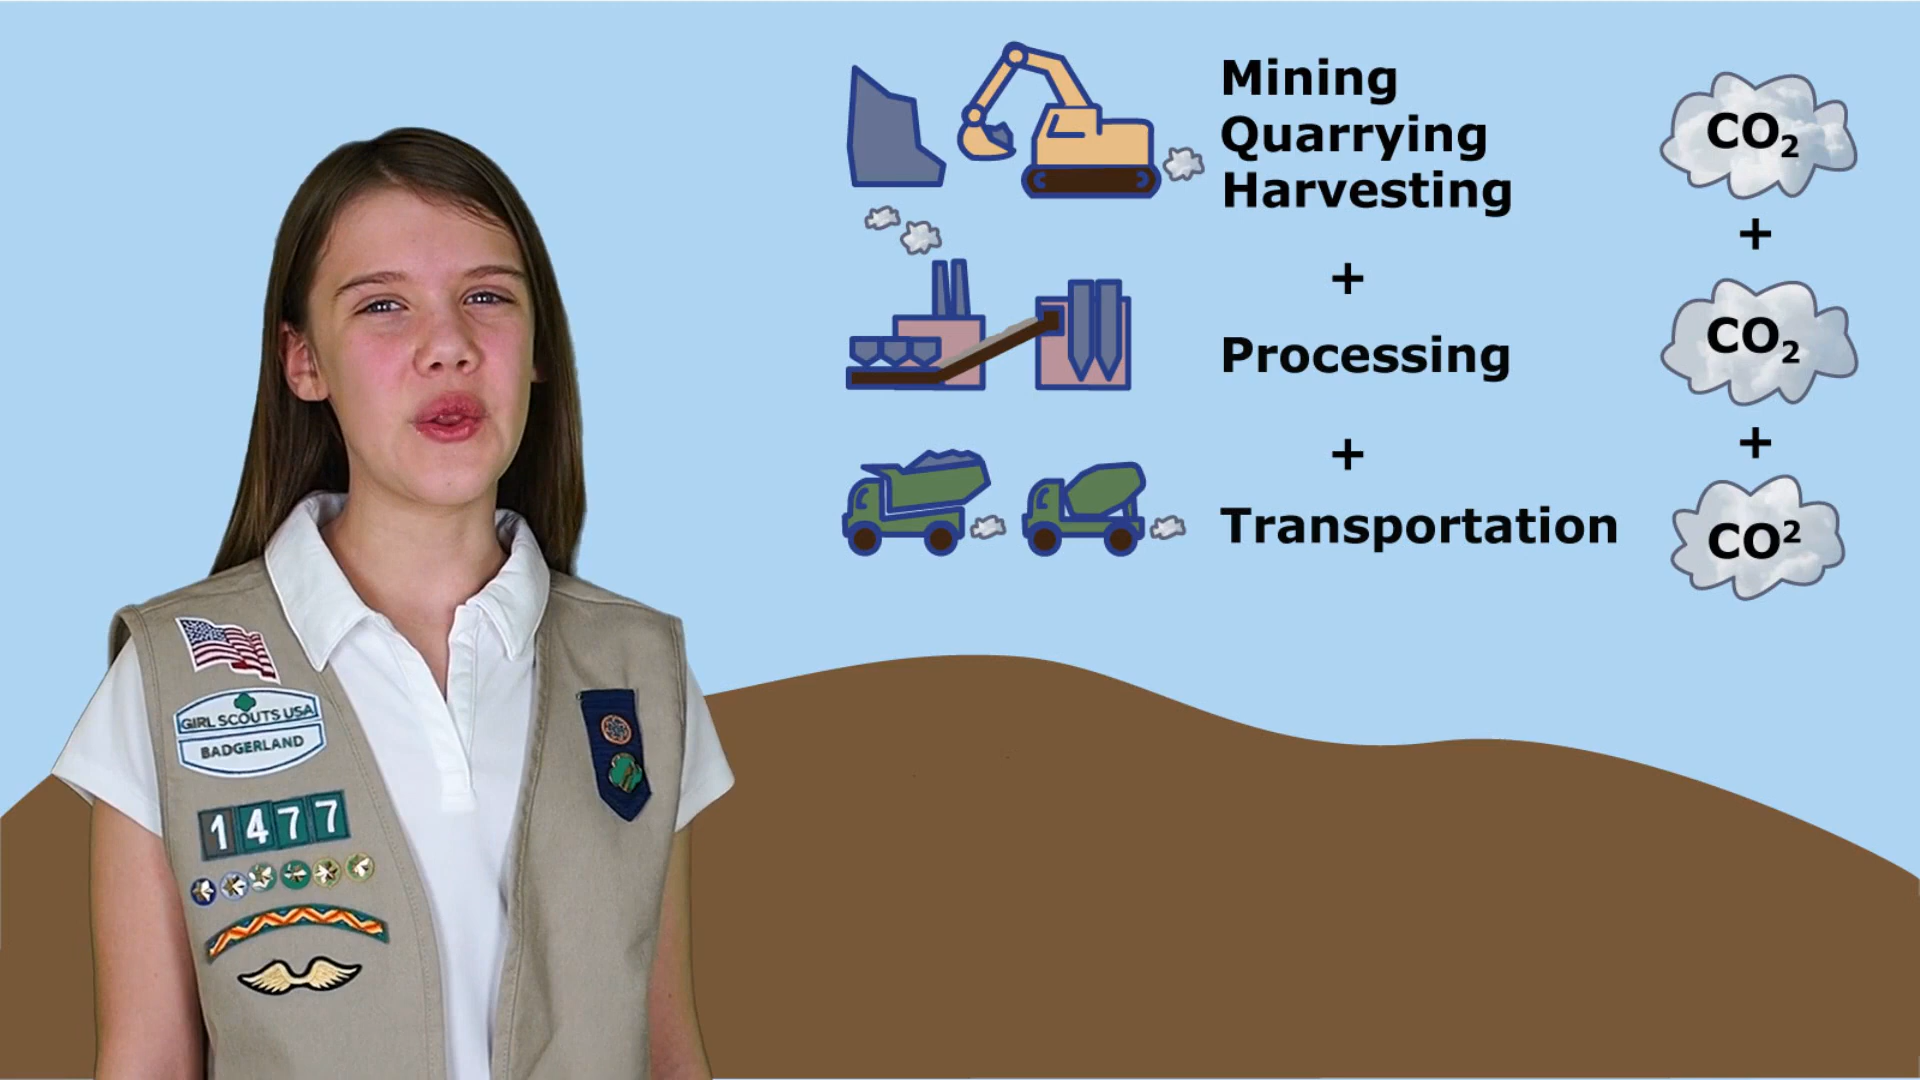 Mining
Quarrying
Harvesting
+
Processing
+
Transportation
CO₂
+
CO₂
+
CO²
GIRL SCOUTS USA
BADGERLAND
1477